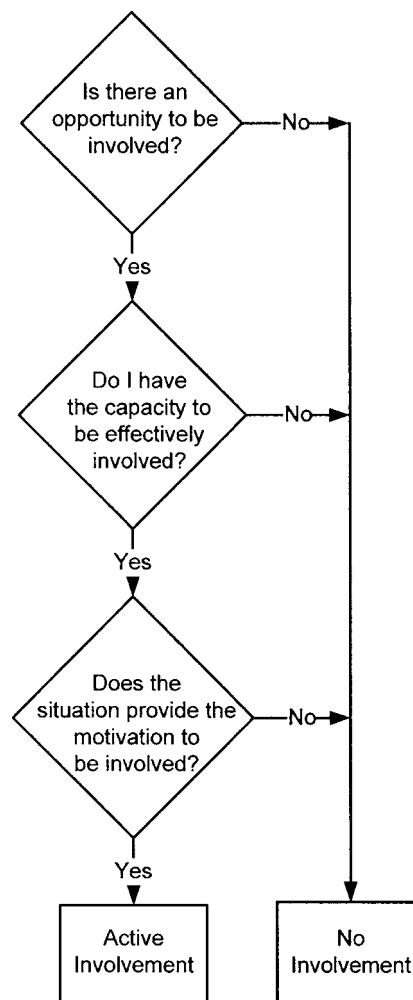 Is there an
opportunity to be
involved?
No
Yes
Do I have
the capacity to
be effectively
involved?
No
Yes
Does the
situation provide the
motivation to
be involved?
No
Yes
Active
Involvement
No
Involvement